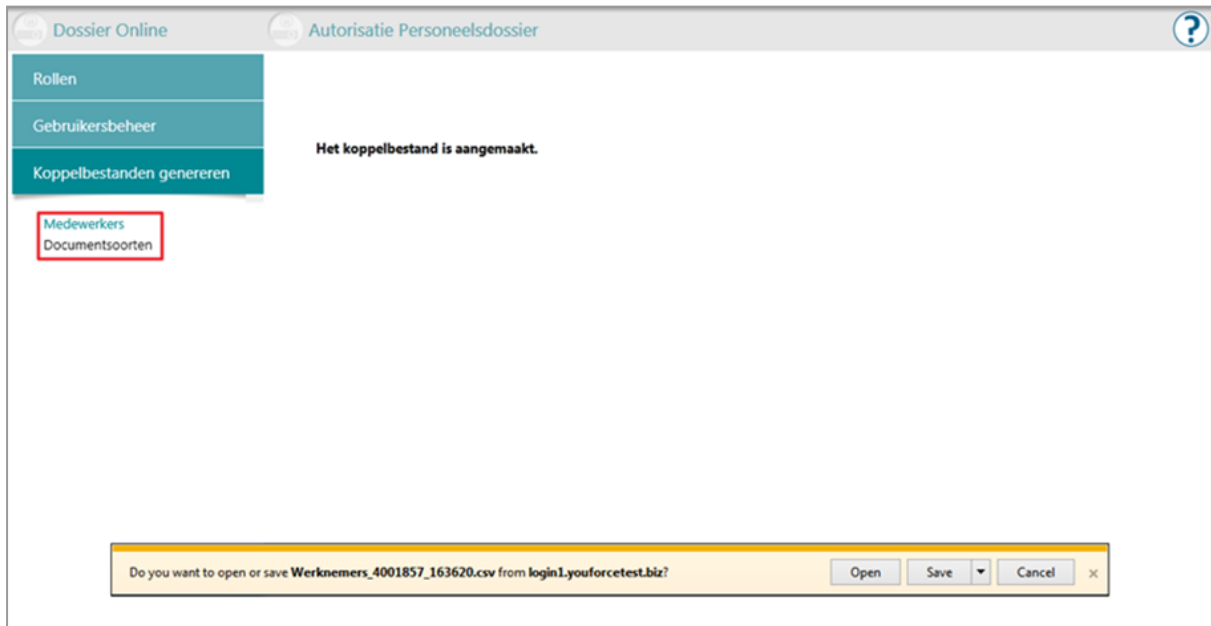 Dossier Online
Autorisatie Personeelsdossier
?
Rollen
Gebruikersbeheer
Het koppelbestand is aangemaakt.
Koppelbestanden genereren
Medewerkers
Documentsoorten
Do you want to open or save Werknemers_4001857_163620.csv from login1.youforcetest.biz?
Open
Save
Cancel
×